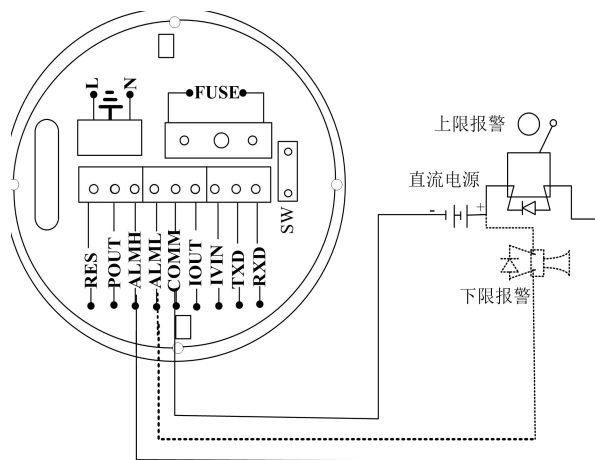 L N
FUSE
上限报警
直流电源
- +
SW
RES
POUT
ALMH
ALML
COMM
IOUT
IVIN
TXD
RXD
下限报警